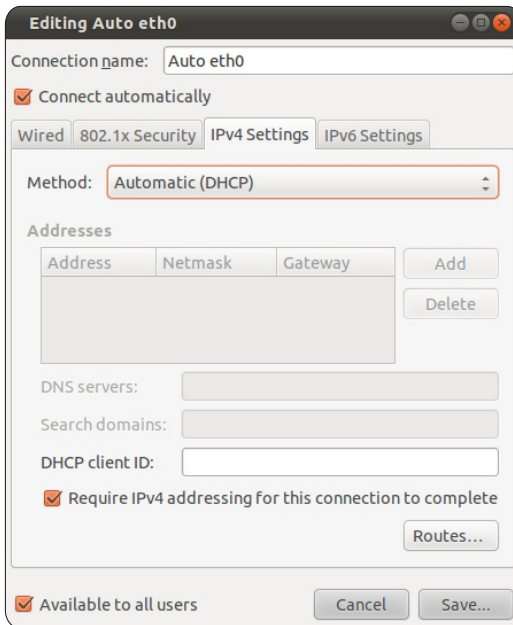 Editing Auto eth0
Connection name: Auto eth0
Connect automatically
Wired 802.1x Security IPv4 Settings IPv6 Settings
Method: Automatic (DHCP)
Addresses
Address Netmask Gateway Add
Delete
DNS servers:
Search domains:
DHCP client ID:
Require IPv4 addressing for this connection to complete
Routes...
Available to all users Cancel Save...